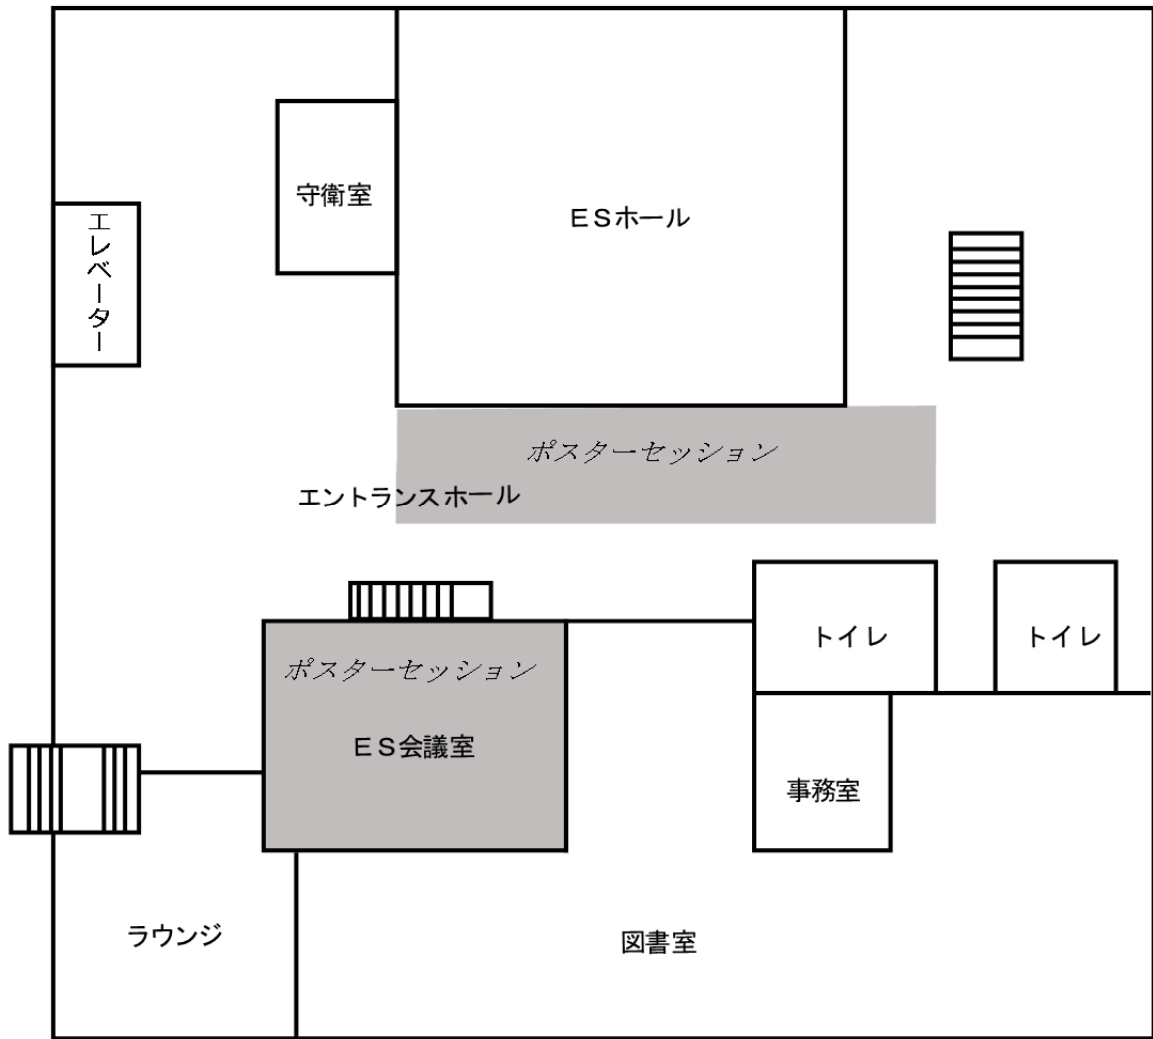 守衛室
ＥＳホール
エレベーター
ポスターセッション
エントランスホール
トイレ
トイレ
ポスターセッション
ＥＳ会議室
事務室
ラウンジ
図書室